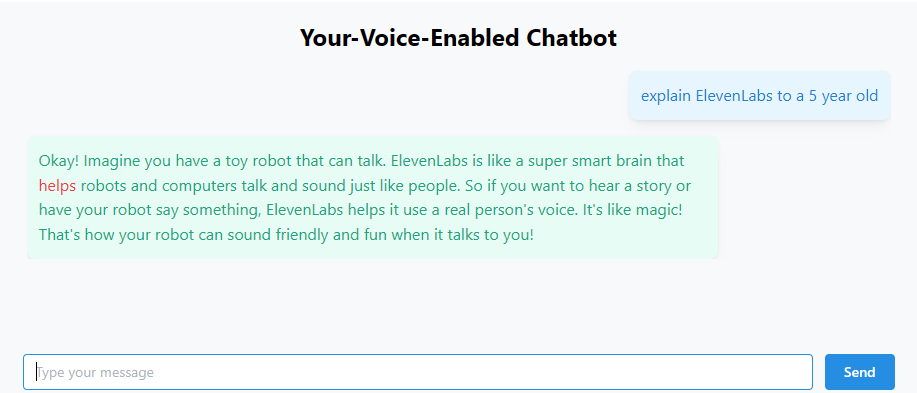 Your-Voice-Enabled Chatbot
explain ElevenLabs to a 5 year old
Okay! Imagine you have a toy robot that can talk. ElevenLabs is like a super smart brain that
helps robots and computers talk and sound just like people. So if you want to hear a story or
have your robot say something, ElevenLabs helps it use a real person's voice. It's like magic!
That's how your robot can sound friendly and fun when it talks to you!
Type your message
Send